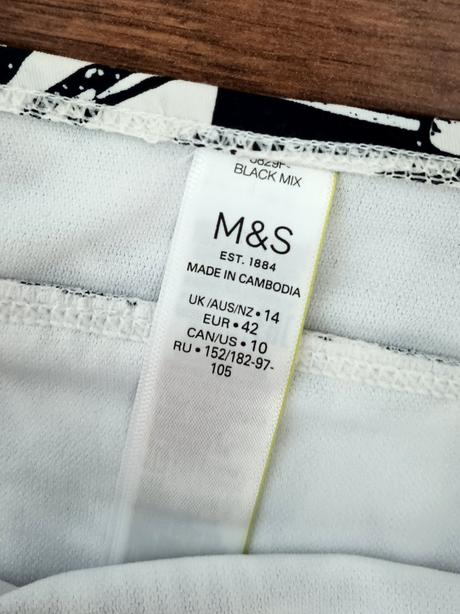 BLACK MIX
M&S
EST. 1884
MADE IN CAMBODIA
UK/AUS/NZ • 14
EUR • 42
CAN/US • 10
RU • 152/182-97-
105